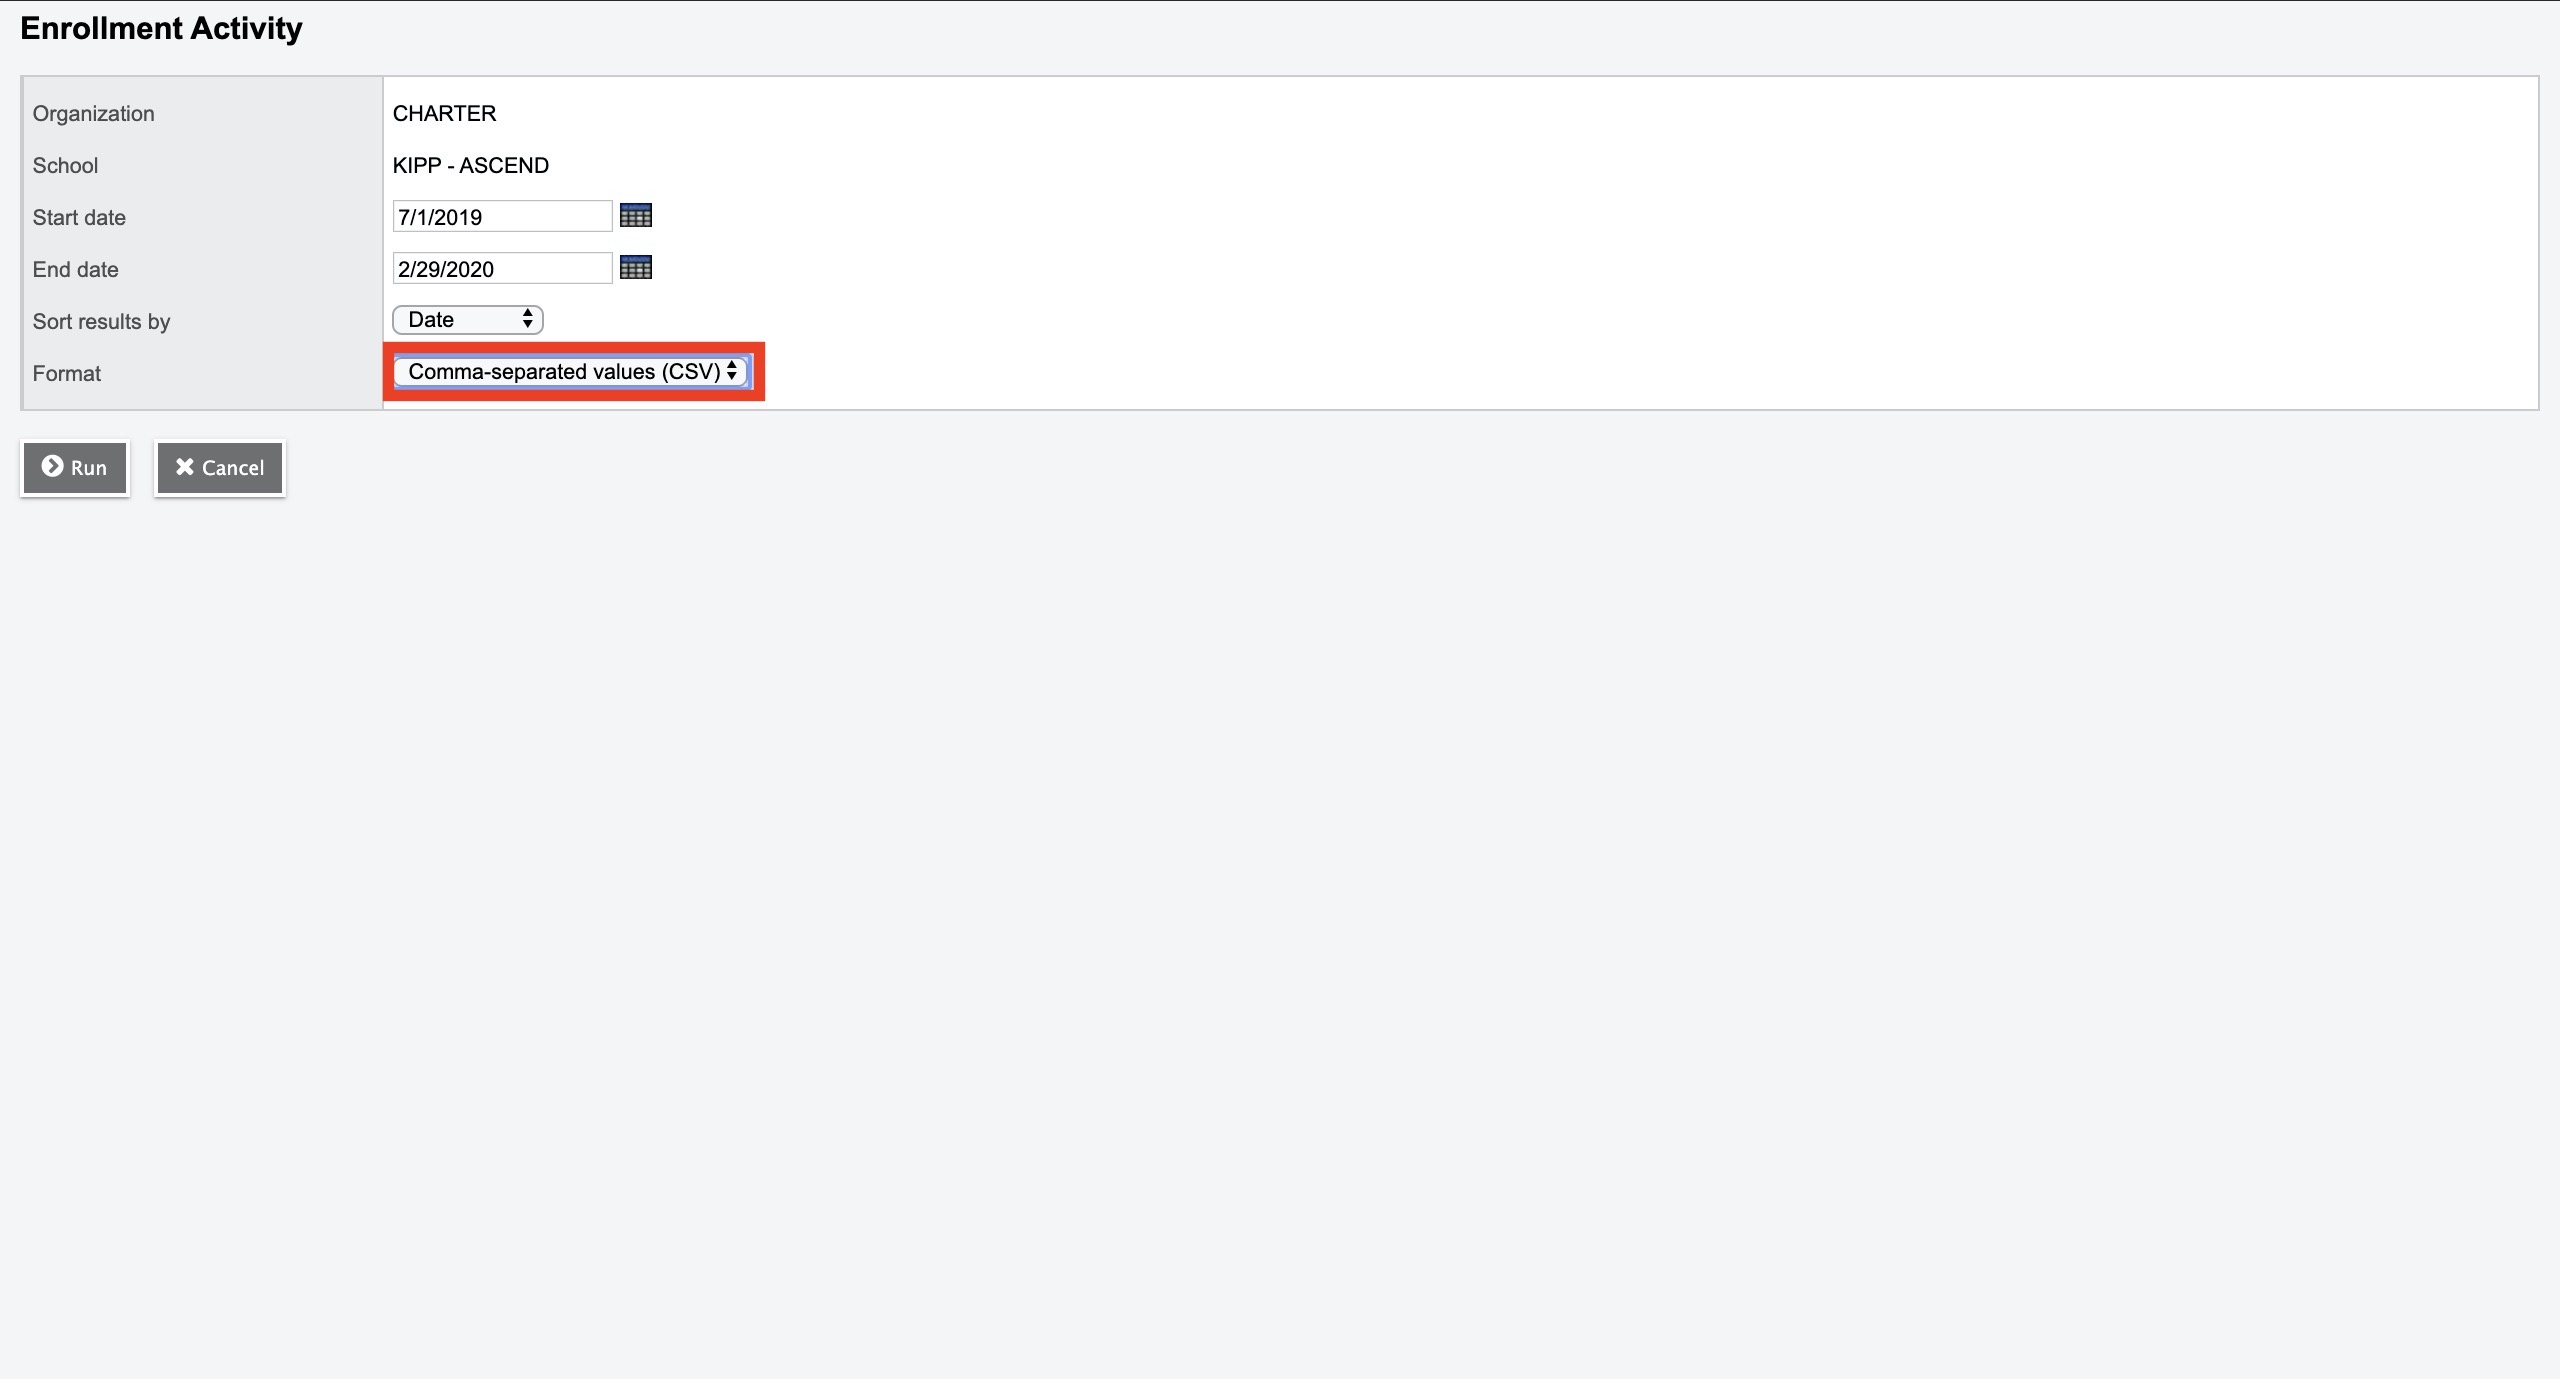 Enrollment Activity
Organization CHARTER
School KIPP - ASCEND
Start date 7/1/2019
End date 2/29/2020
Sort results by Date
Format Comma-separated values (CSV)
Run Cancel